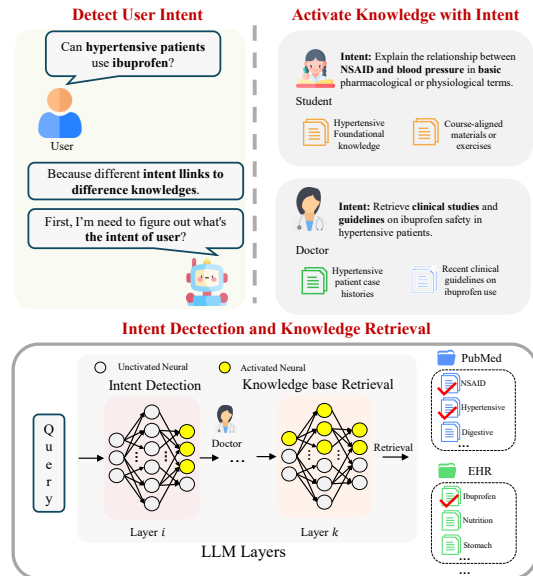 Detect User Intent
Can hypertensive patients
use ibuprofen?
User
Because different intent llinks to
difference knowledges.
First, I'm need to figure out what's
the intent of user?
Activate Knowledge with Intent
Intent: Explain the relationship between
NSAID and blood pressure in basic
pharmacological or physiological terms.
Student
Hypertensive
Foundational
knowledge
Course-aligned
materials or
exercises
Intent: Retrieve clinical studies and
guidelines on ibuprofen safety in
hypertensive patients.
Doctor
Hypertensive
patient case
histories
Recent clinical
guidelines on
ibuprofen use
Intent Dectection and Knowledge Retrieval
Unctivated Neural
Activated Neural
Intent Detection
Knowledge base Retrieval
Query
Doctor
...
Retrieval
Layer i
Layer k
LLM Layers
PubMed
NSAID
Hypertensive
Digestive
...
EHR
Ibuprofen
Nutrition
Stomach
...
...